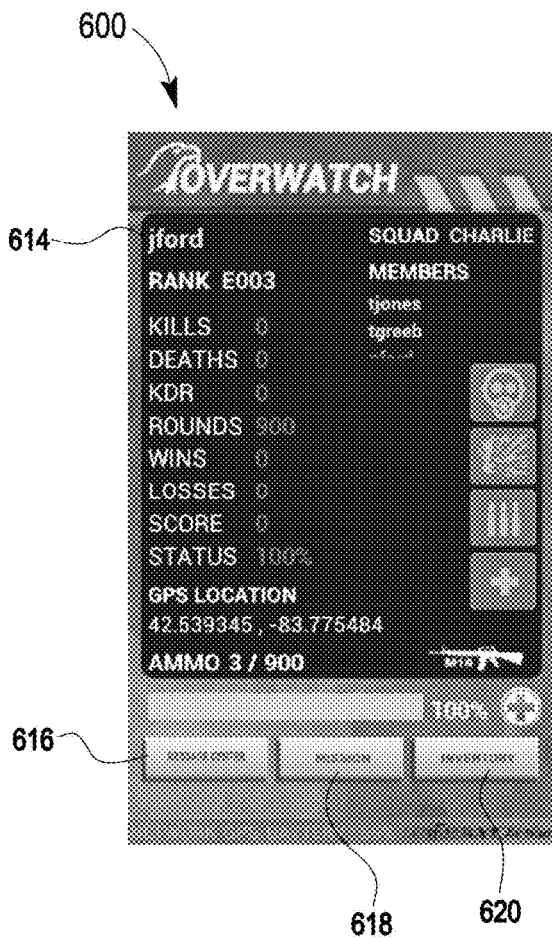 600
OVERWATCH
614
jford
SQUAD CHARLIE
RANK E003
MEMBERS
tjones
tgreeb
KILLS 0
DEATHS 0
KDR 0
ROUNDS 900
WINS 0
LOSSES 0
SCORE 0
STATUS 100%
GPS LOCATION
42.539345, -83.775484
AMMO 3 / 900
100%
616
MISSION
INVENTORY
618
620